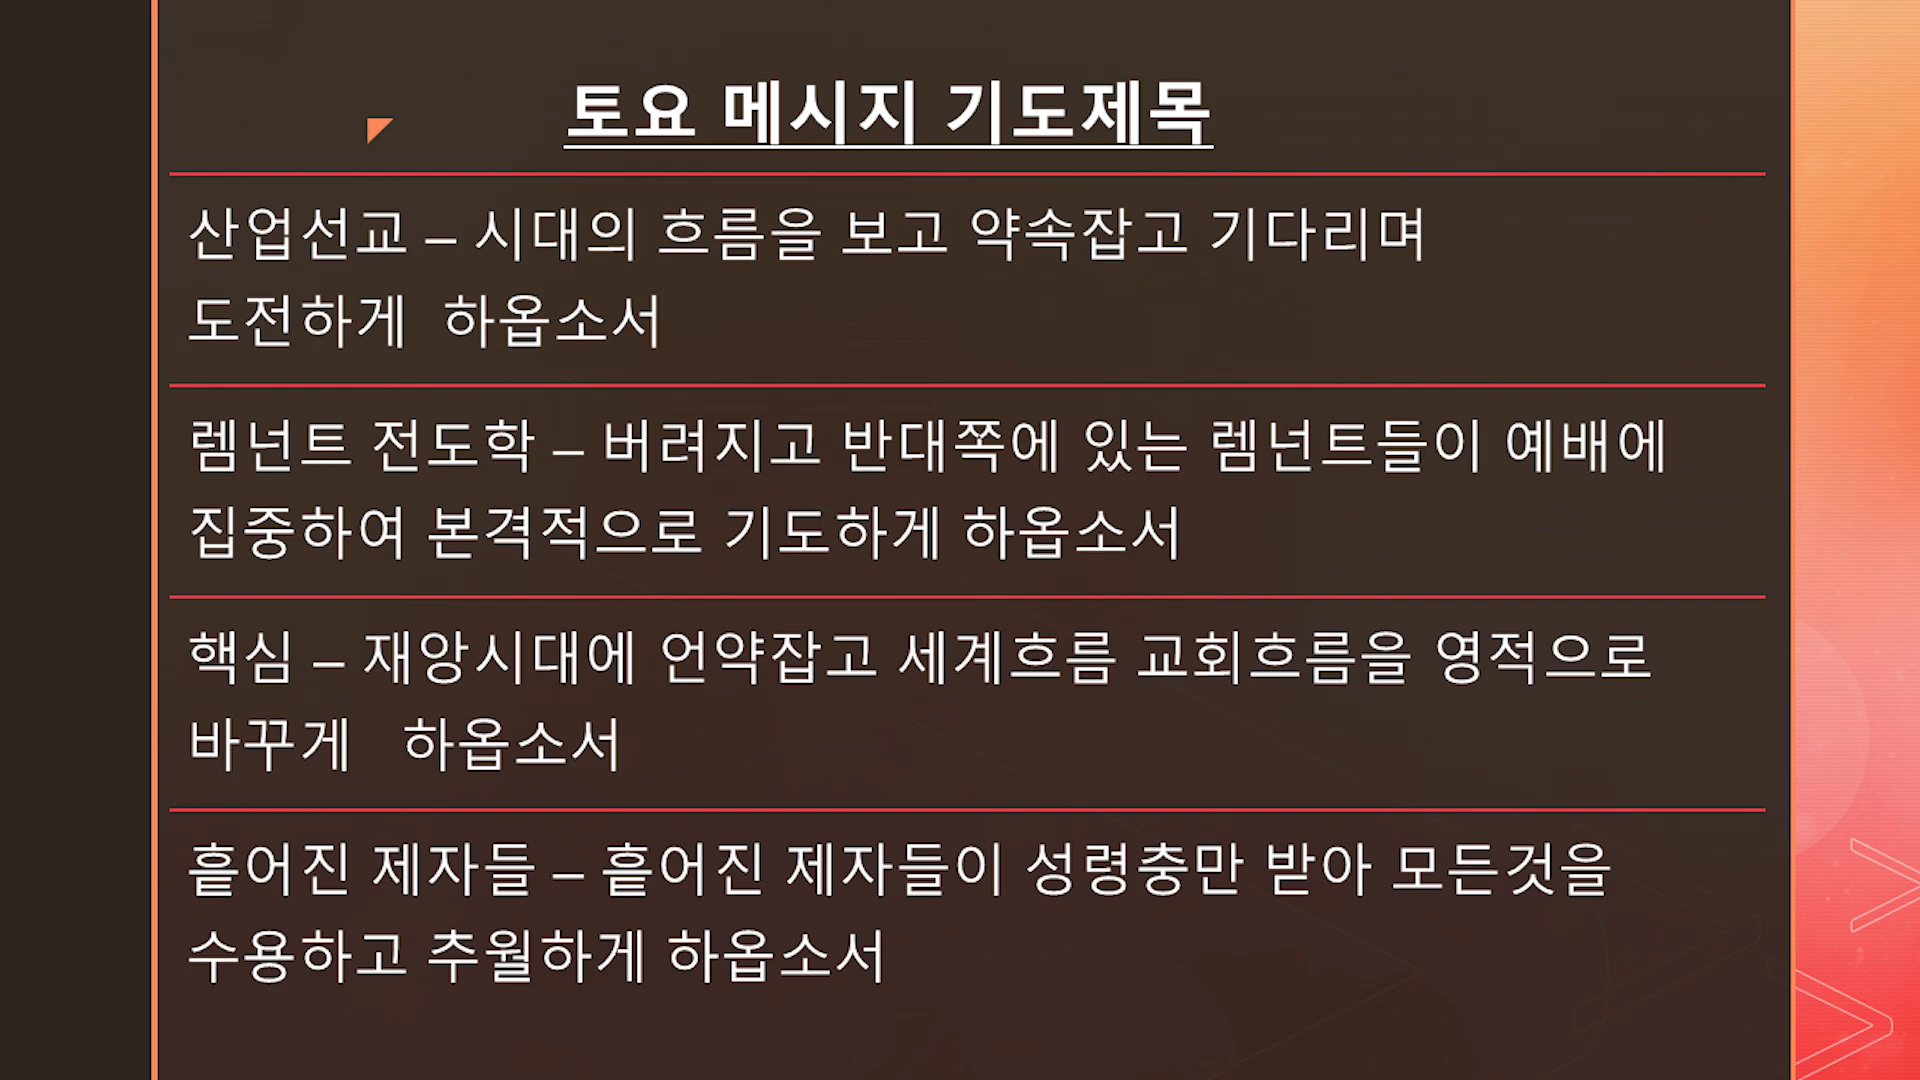 토요 메시지 기도제목
산업선교 – 시대의 흐름을 보고 약속잡고 기다리며
도전하게 하옵소서
렘넌트 전도학 – 버려지고 반대쪽에 있는 렘넌트들이 예배에
집중하여 본격적으로 기도하게 하옵소서
핵심 – 재앙시대에 언약잡고 세계흐름 교회흐름을 영적으로
바꾸게 하옵소서
흩어진 제자들 – 흩어진 제자들이 성령충만 받아 모든것을
수용하고 추월하게 하옵소서